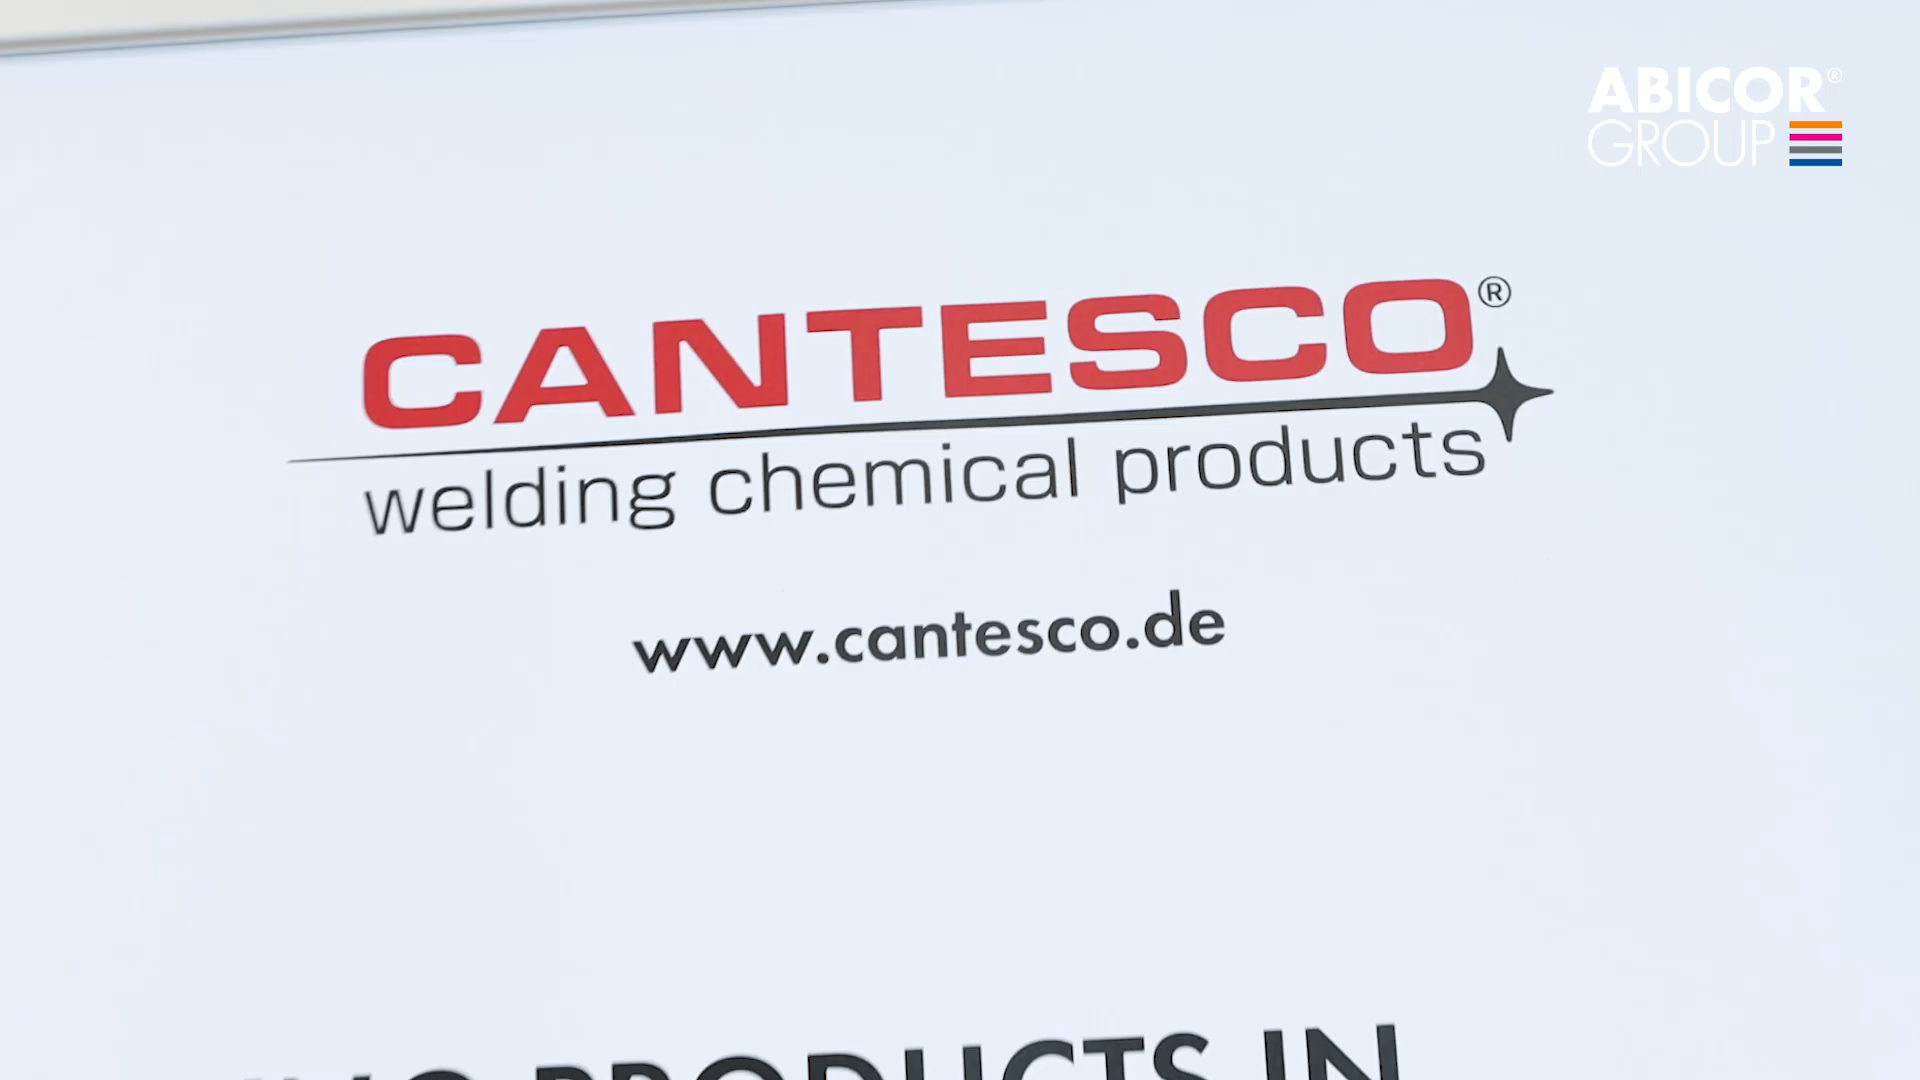 ABICOR®
GROUP
CANTESCO®
welding chemical products
www.cantesco.de
PRODUCTS IN